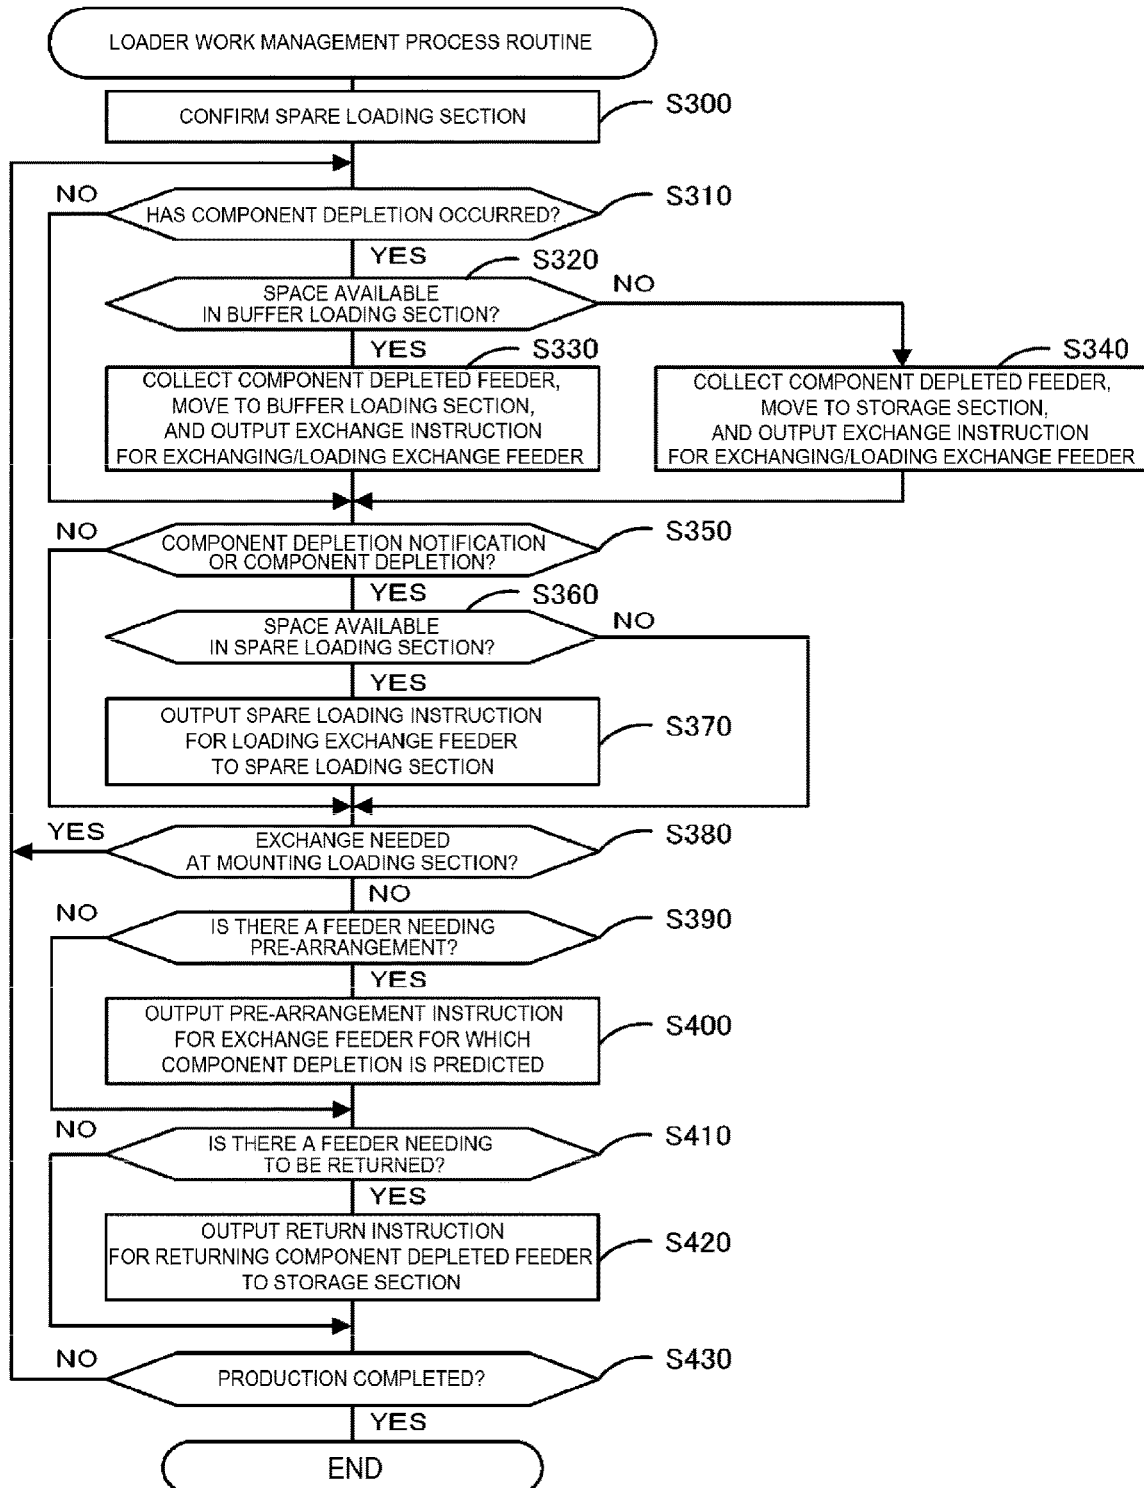 LOADER WORK MANAGEMENT PROCESS ROUTINE
CONFIRM SPARE LOADING SECTION
S300
NO
HAS COMPONENT DEPLETION OCCURRED?
S310
YES
S320
SPACE AVAILABLE
IN BUFFER LOADING SECTION?
NO
YES
S330
S340
COLLECT COMPONENT DEPLETED FEEDER,
MOVE TO BUFFER LOADING SECTION,
AND OUTPUT EXCHANGE INSTRUCTION
FOR EXCHANGING/LOADING EXCHANGE FEEDER
COLLECT COMPONENT DEPLETED FEEDER,
MOVE TO STORAGE SECTION,
AND OUTPUT EXCHANGE INSTRUCTION
FOR EXCHANGING/LOADING EXCHANGE FEEDER
NO
COMPONENT DEPLETION NOTIFICATION
OR COMPONENT DEPLETION?
S350
YES
S360
SPACE AVAILABLE
IN SPARE LOADING SECTION?
NO
YES
OUTPUT SPARE LOADING INSTRUCTION
FOR LOADING EXCHANGE FEEDER
TO SPARE LOADING SECTION
S370
YES
EXCHANGE NEEDED
AT MOUNTING LOADING SECTION?
S380
NO
NO
IS THERE A FEEDER NEEDING
PRE-ARRANGEMENT?
S390
YES
OUTPUT PRE-ARRANGEMENT INSTRUCTION
FOR EXCHANGE FEEDER FOR WHICH
COMPONENT DEPLETION IS PREDICTED
S400
NO
IS THERE A FEEDER NEEDING
TO BE RETURNED?
S410
YES
OUTPUT RETURN INSTRUCTION
FOR RETURNING COMPONENT DEPLETED FEEDER
TO STORAGE SECTION
S420
NO
PRODUCTION COMPLETED?
S430
YES
END